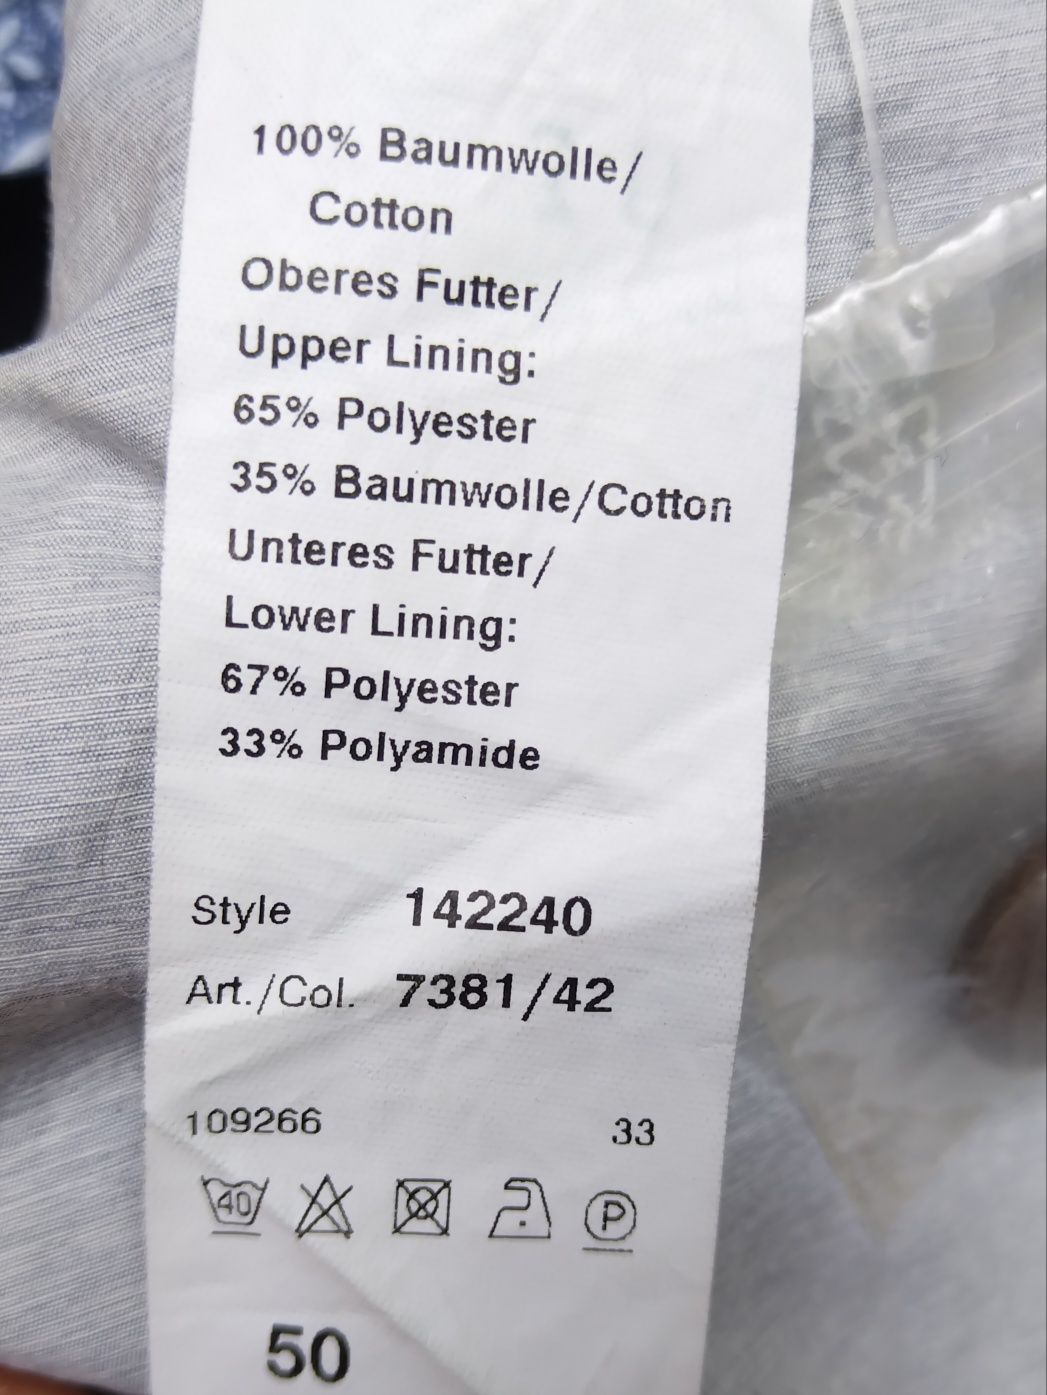 100% Baumwolle/
Cotton
Oberes Futter/
Upper Lining:
65% Polyester
35% Baumwolle/Cotton
Unteres Futter/
Lower Lining:
67% Polyester
33% Polyamide
Style 142240
Art./Col. 7381/42
109266 33
40 P
50